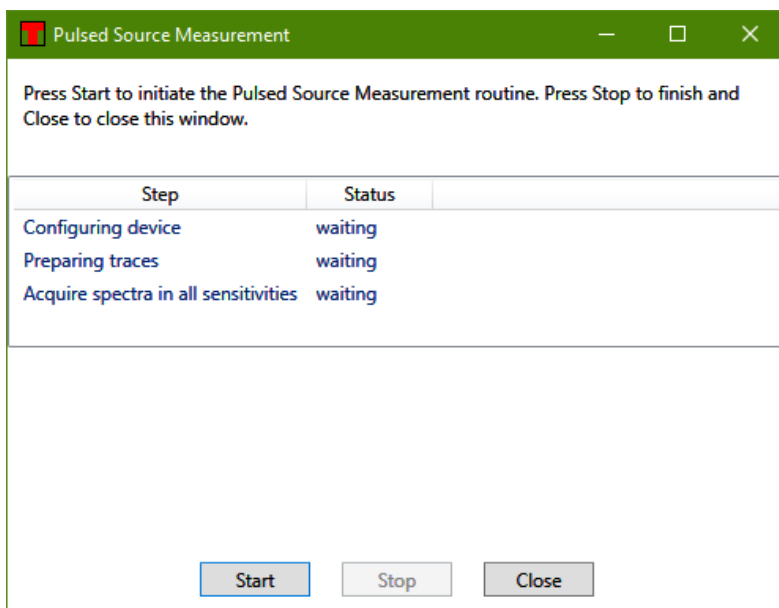 Pulsed Source Measurement
Press Start to initiate the Pulsed Source Measurement routine. Press Stop to finish and
Close to close this window.
Step Status
Configuring device waiting
Preparing traces waiting
Acquire spectra in all sensitivities waiting
Start Stop Close